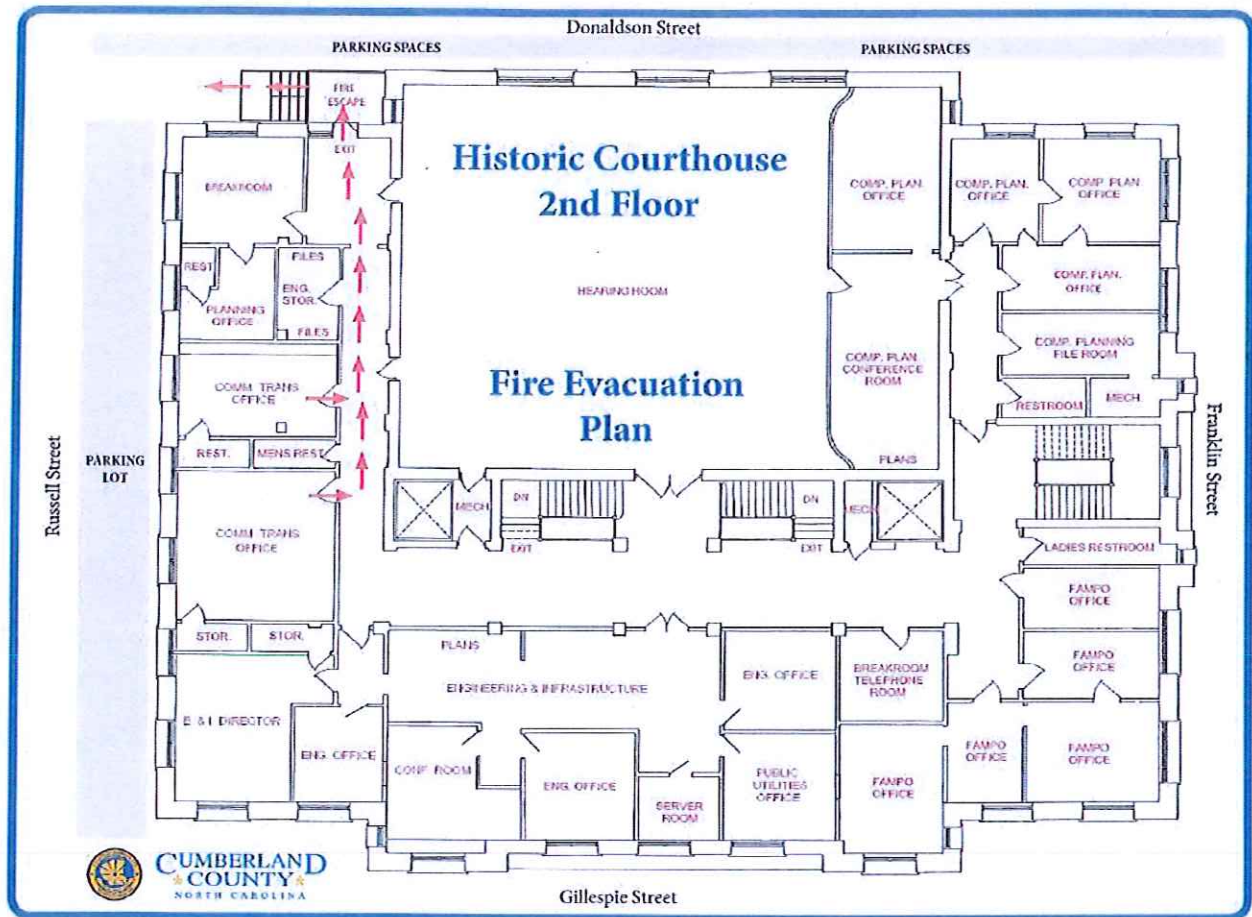 Donaldson Street
PARKING SPACES
PARKING SPACES
FIRE
ESCAPE
EXIT
Historic Courthouse
2nd Floor
BREAKROOM
COMP. PLAN.
OFFICE
COMP. PLAN.
OFFICE
COMP. PLAN.
OFFICE
REST
FILES
ENG.
STOR.
FILES
PLANNING
OFFICE
HEARING ROOM
COMP. PLAN.
OFFICE
COMP. PLANNING
FILE ROOM
COMM. TRANS
OFFICE
Fire Evacuation
Plan
COMP. PLAN.
CONFERENCE
ROOM
RESTROOM
MECH
Russell Street
PARKING
LOT
REST.
MENS REST.
PLANS
Franklin Street
COMM. TRANS
OFFICE
MECH.
DN
EXIT
DN
EXIT
MECH
LADIES RESTROOM
FAMPO
OFFICE
STOR.
STOR.
PLANS
ENGINEERING & INFRASTRUCTURE
ENG. OFFICE
BREAKROOM
TELEPHONE
ROOM
FAMPO
OFFICE
E & I DIRECTOR
ENG. OFFICE
CONF. ROOM
ENG. OFFICE
SERVER
ROOM
PUBLIC
UTILITIES
OFFICE
FAMPO
OFFICE
FAMPO
OFFICE
FAMPO
OFFICE
CUMBERLAND
COUNTY
NORTH CAROLINA
Gillespie Street